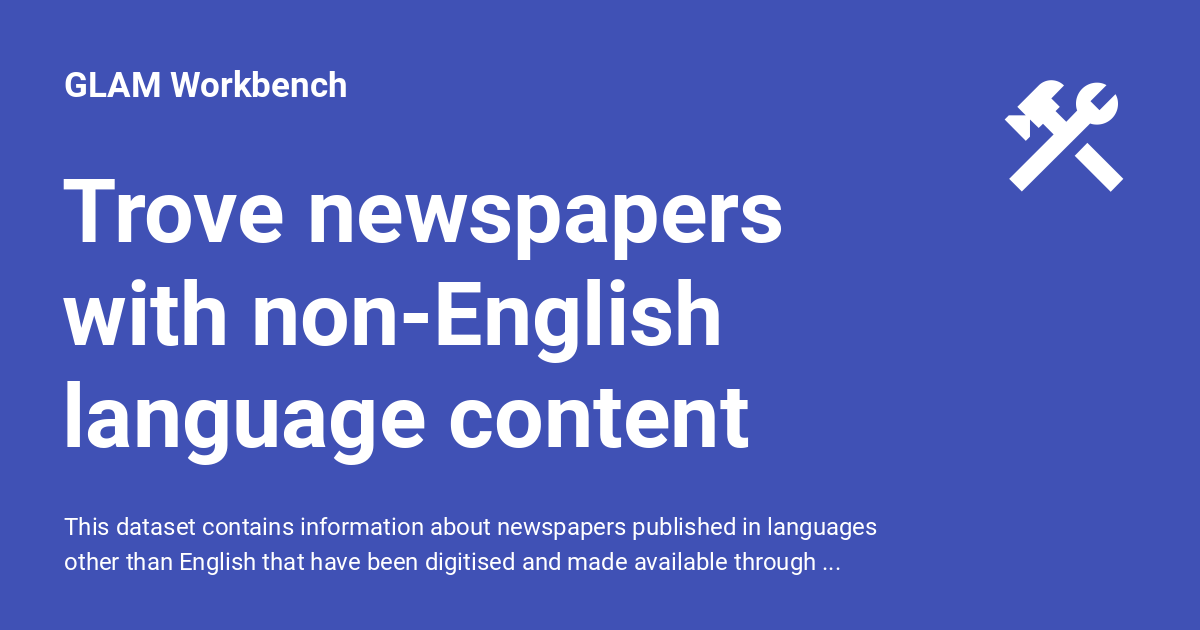 GLAM Workbench
Trove newspapers
with non-English
language content
This dataset contains information about newspapers published in languages
other than English that have been digitised and made available through ...